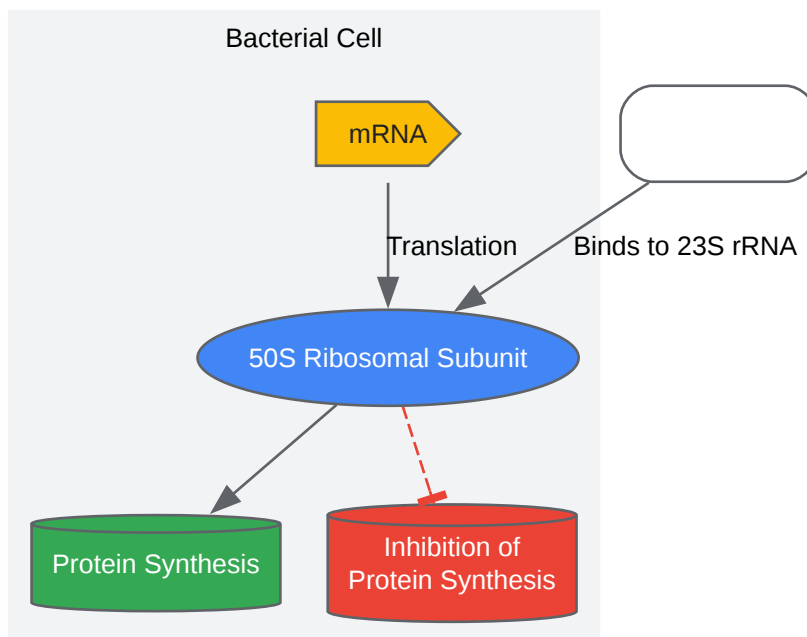 Bacterial Cell
mRNA
Translation
Binds to 23S rRNA
50S Ribosomal Subunit
Protein Synthesis
Inhibition of
Protein Synthesis